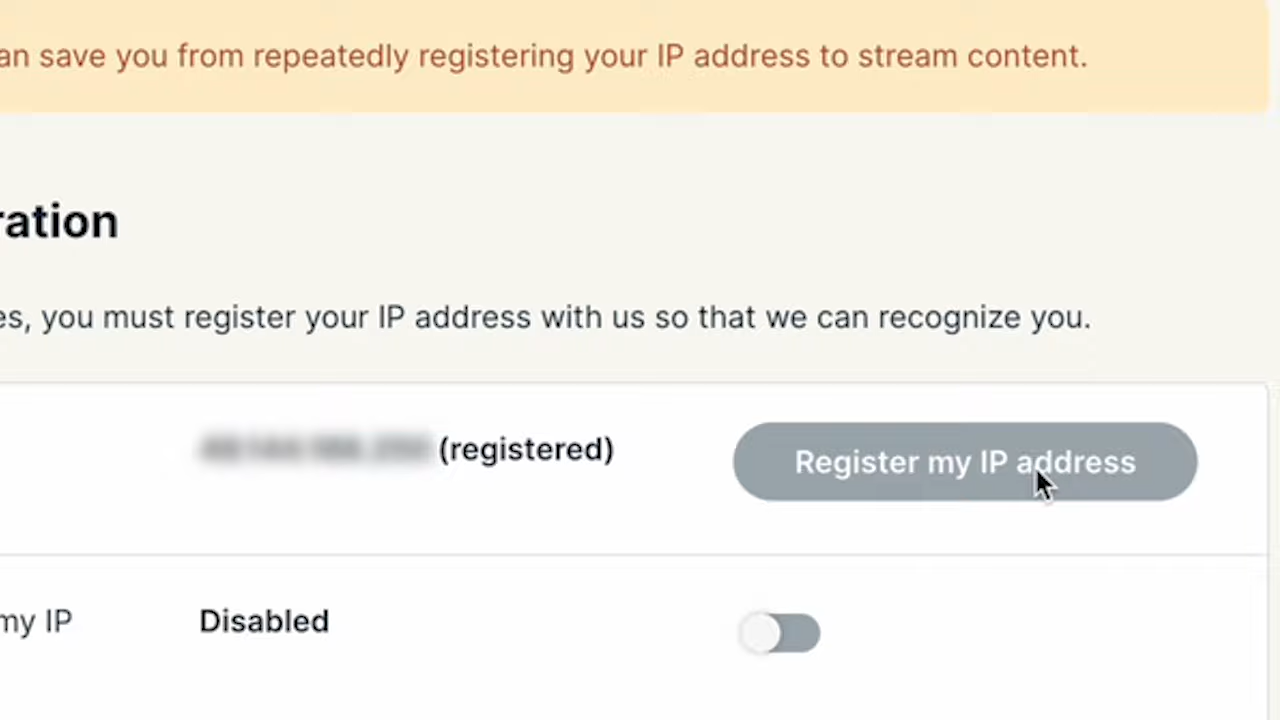 an save you from repeatedly registering your IP address to stream content.
ration
es, you must register your IP address with us so that we can recognize you.
(registered)
Register my IP address
my IP
Disabled